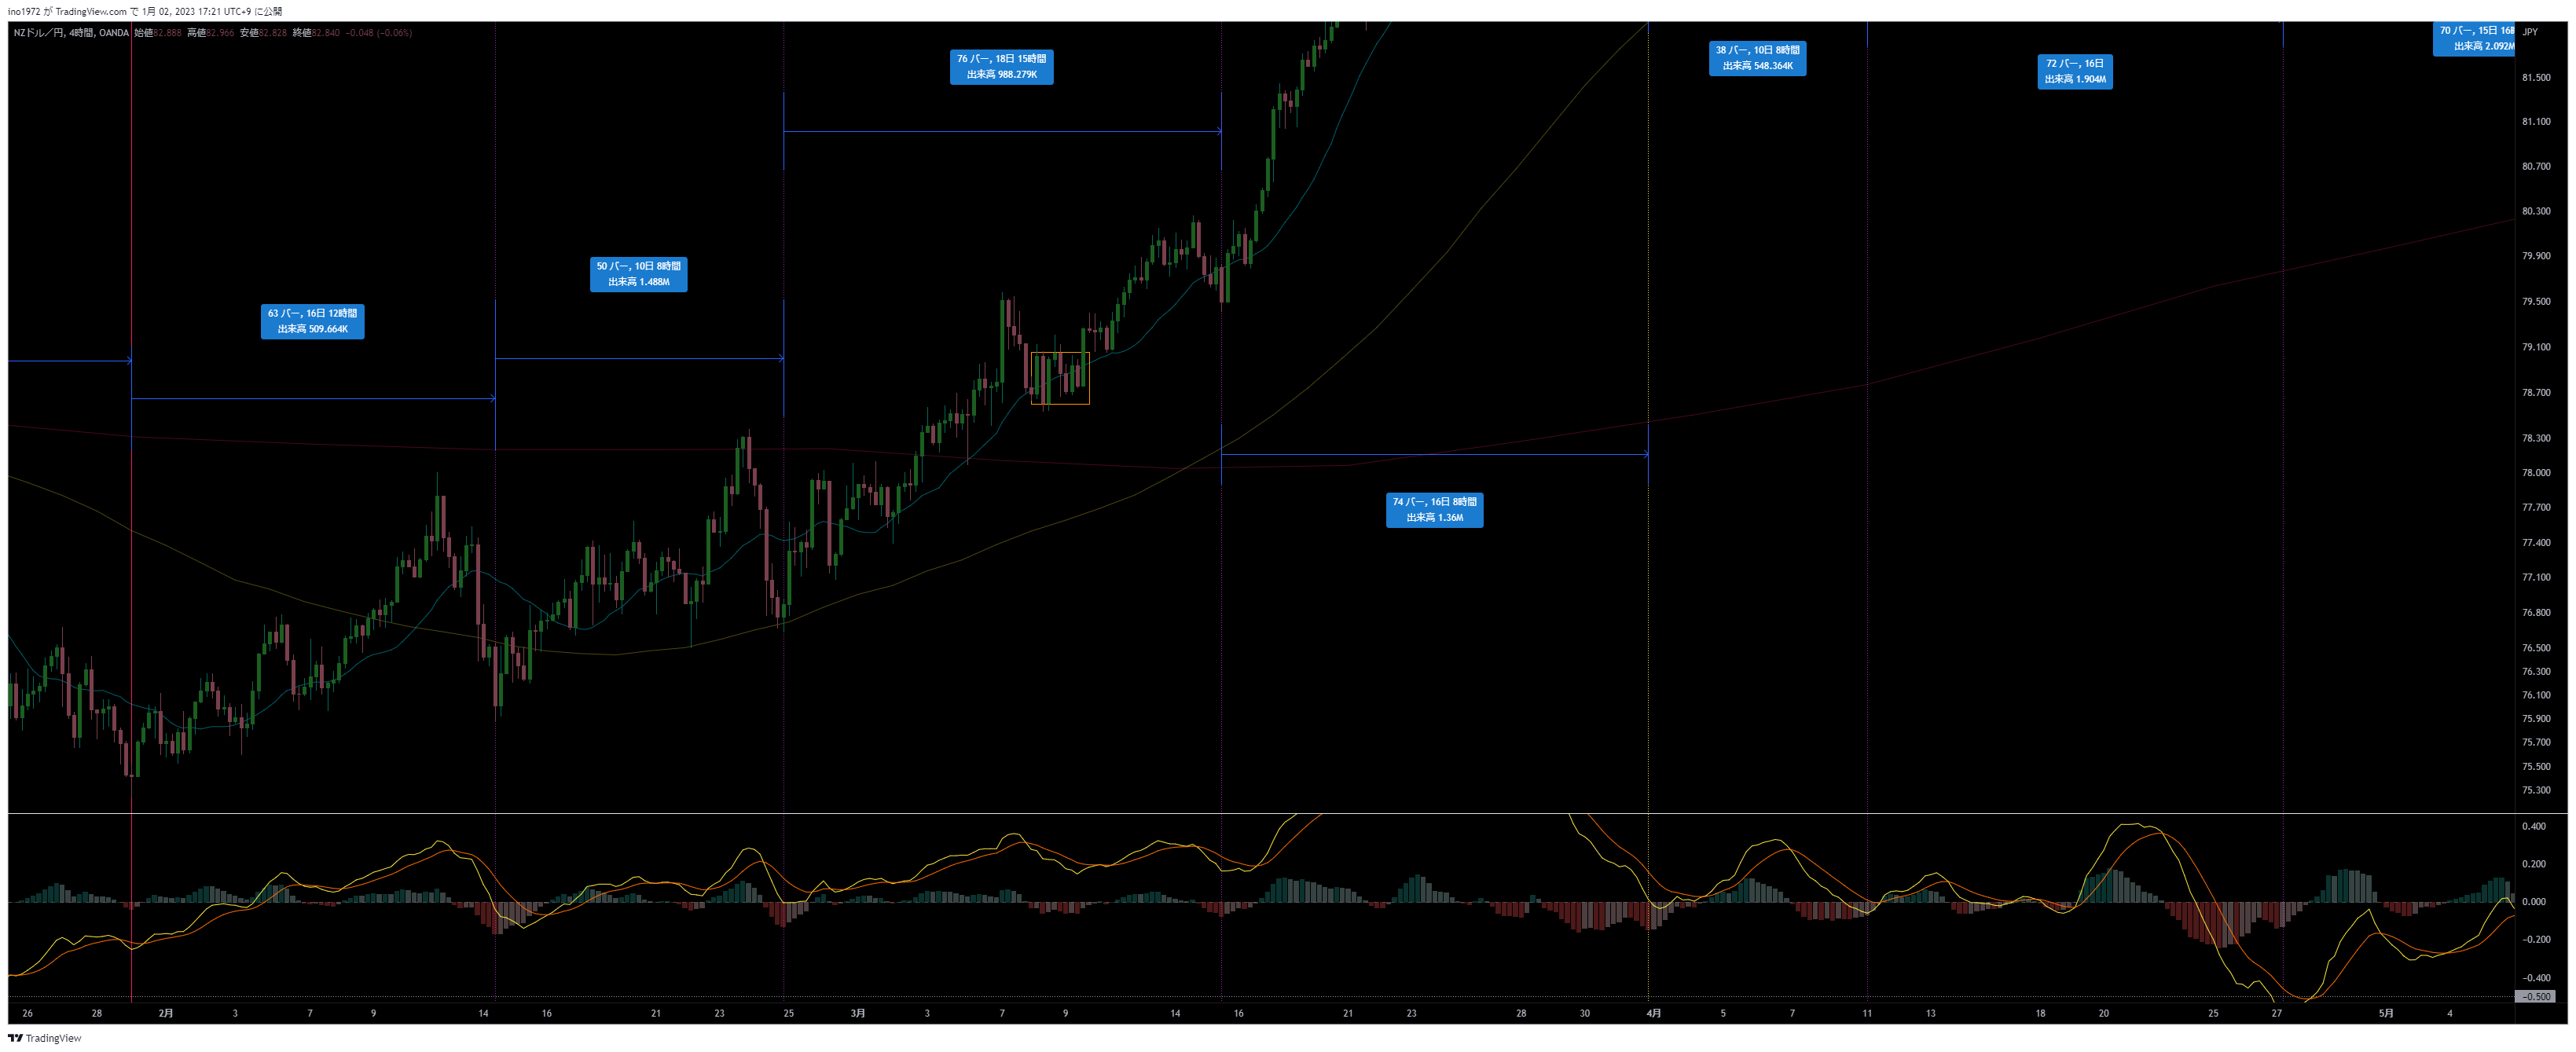 ino1972 が TradingView.com で 1月 02, 2023 17:21 UTC+9 に公開
NZドル／円, 4時間, OANDA 始値82.888 高値82.966 安値82.828 終値82.840 −0.048 (−0.06%)
JPY
76 バー, 18日 15時間
出来高 988.279K
38 バー, 10日 8時間
出来高 548.364K
72 バー, 16日
出来高 1.904M
70 バー, 15日 16時
出来高 2.092M
50 バー, 10日 8時間
出来高 1.488M
63 バー, 16日 12時間
出来高 509.664K
74 バー, 16日 8時間
出来高 1.36M
81.500
81.100
80.700
80.300
79.900
79.500
79.100
78.700
78.300
78.000
77.700
77.400
77.100
76.800
76.500
76.300
76.100
75.900
75.700
75.500
75.300
0.400
0.200
0.000
−0.200
−0.400
−0.500
26 28 2月 3 7 9 14 16 21 23 25 3月 3 7 9 14 16 21 23 28 30 4月 5 7 11 13 18 20 25 27 5月 4
TradingView